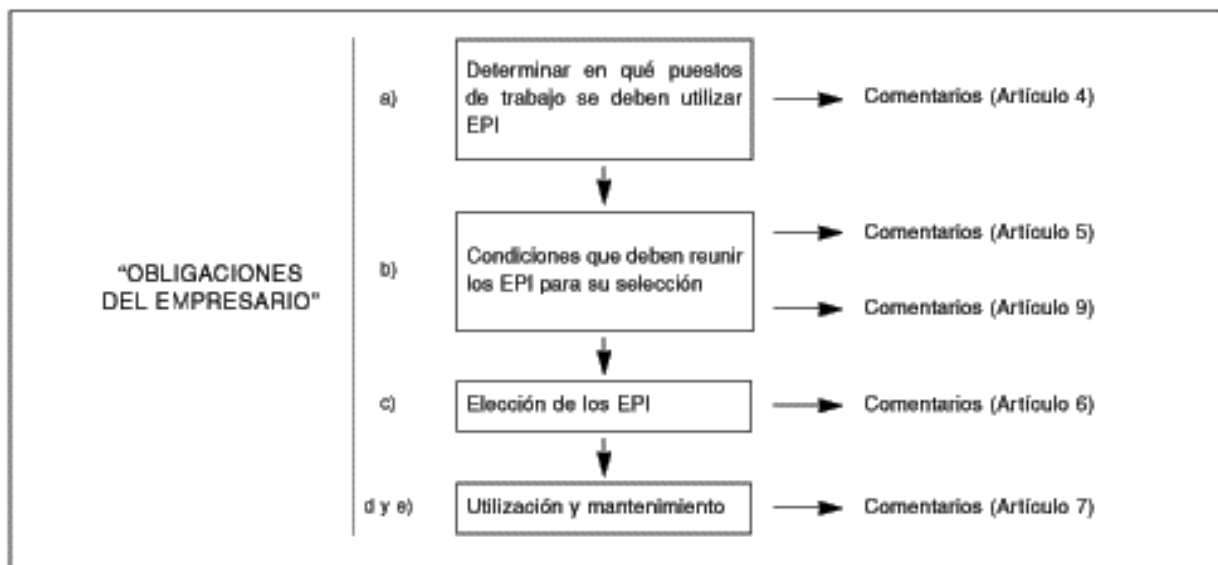 a)
Determinar en qué puestos
de trabajo se deben utilizar
EPI
Comentarios (Artículo 4)
"OBLIGACIONES
DEL EMPRESARIO"
b)
Condiciones que deben reunir
los EPI para su selección
Comentarios (Artículo 5)
Comentarios (Artículo 9)
c)
Elección de los EPI
Comentarios (Artículo 6)
d y e)
Utilización y mantenimiento
Comentarios (Artículo 7)